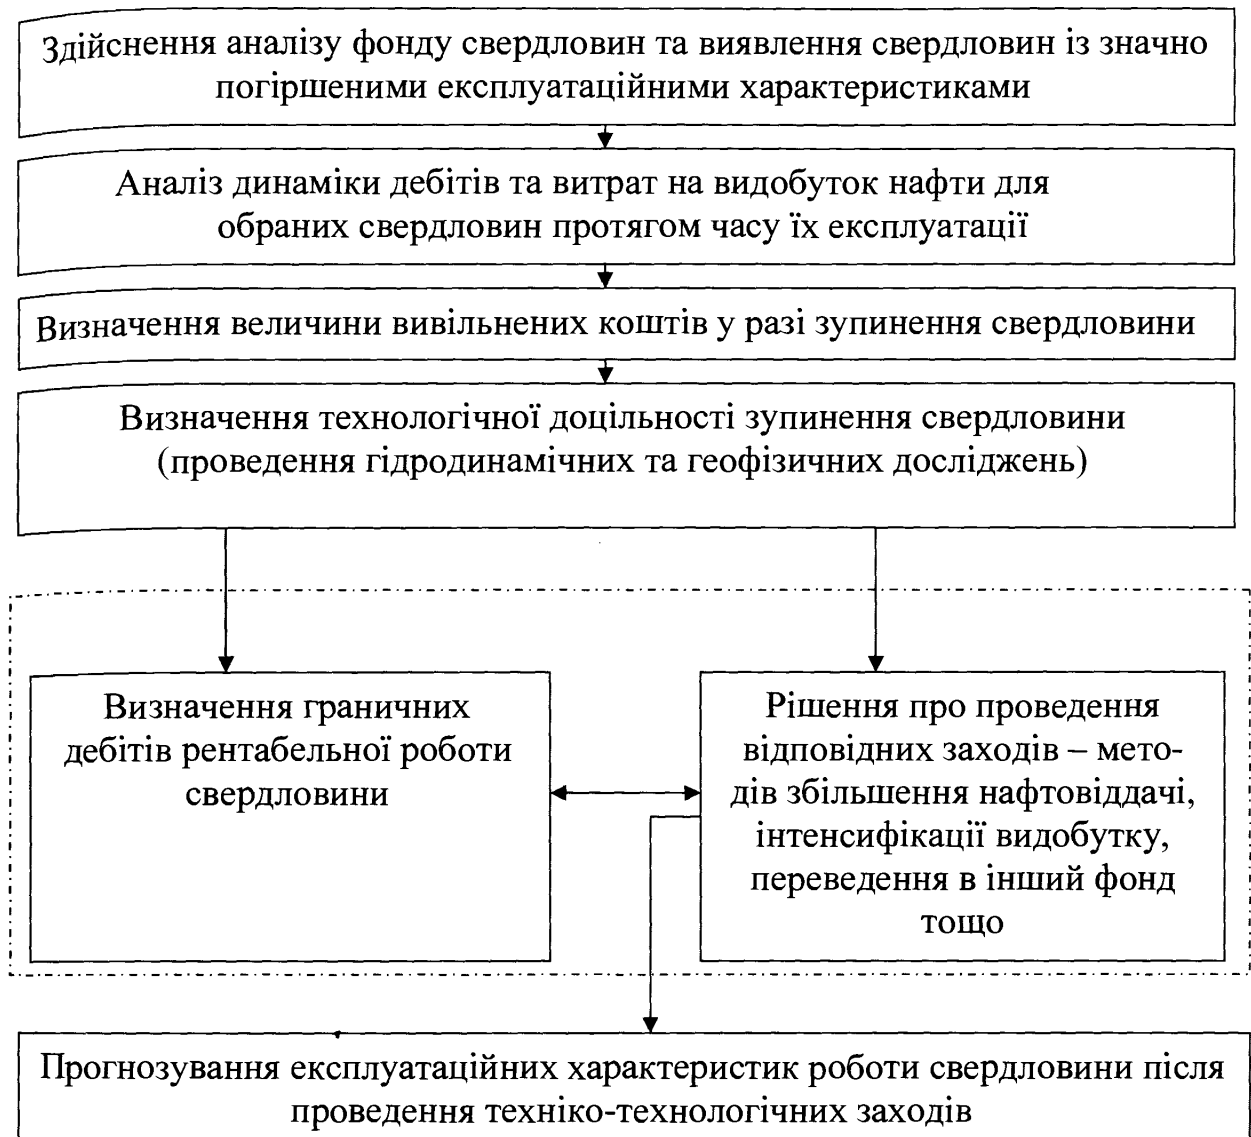 Здійснення аналізу фонду свердловин та виявлення свердловин із значно
погіршеними експлуатаційними характеристиками
Аналіз динаміки дебітів та витрат на видобуток нафти для
обраних свердловин протягом часу їх експлуатації
Визначення величини вивільнених коштів у разі зупинення свердловини
Визначення технологічної доцільності зупинення свердловини
(проведення гідродинамічних та геофізичних досліджень)
Визначення граничних
дебітів рентабельної роботи
свердловини
Рішення про проведення
відповідних заходів – мето-
дів збільшення нафтовіддачі,
інтенсифікації видобутку,
переведення в інший фонд
тощо
Прогнозування експлуатаційних характеристик роботи свердловини після
проведення техніко-технологічних заходів